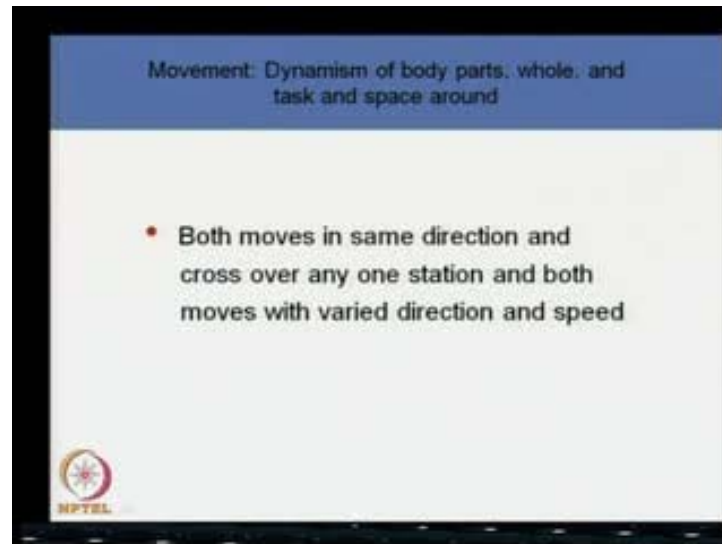 Movement: Dynamism of body parts, whole, and
task and space around
• Both moves in same direction and
cross over any one station and both
moves with varied direction and speed
NPTEL